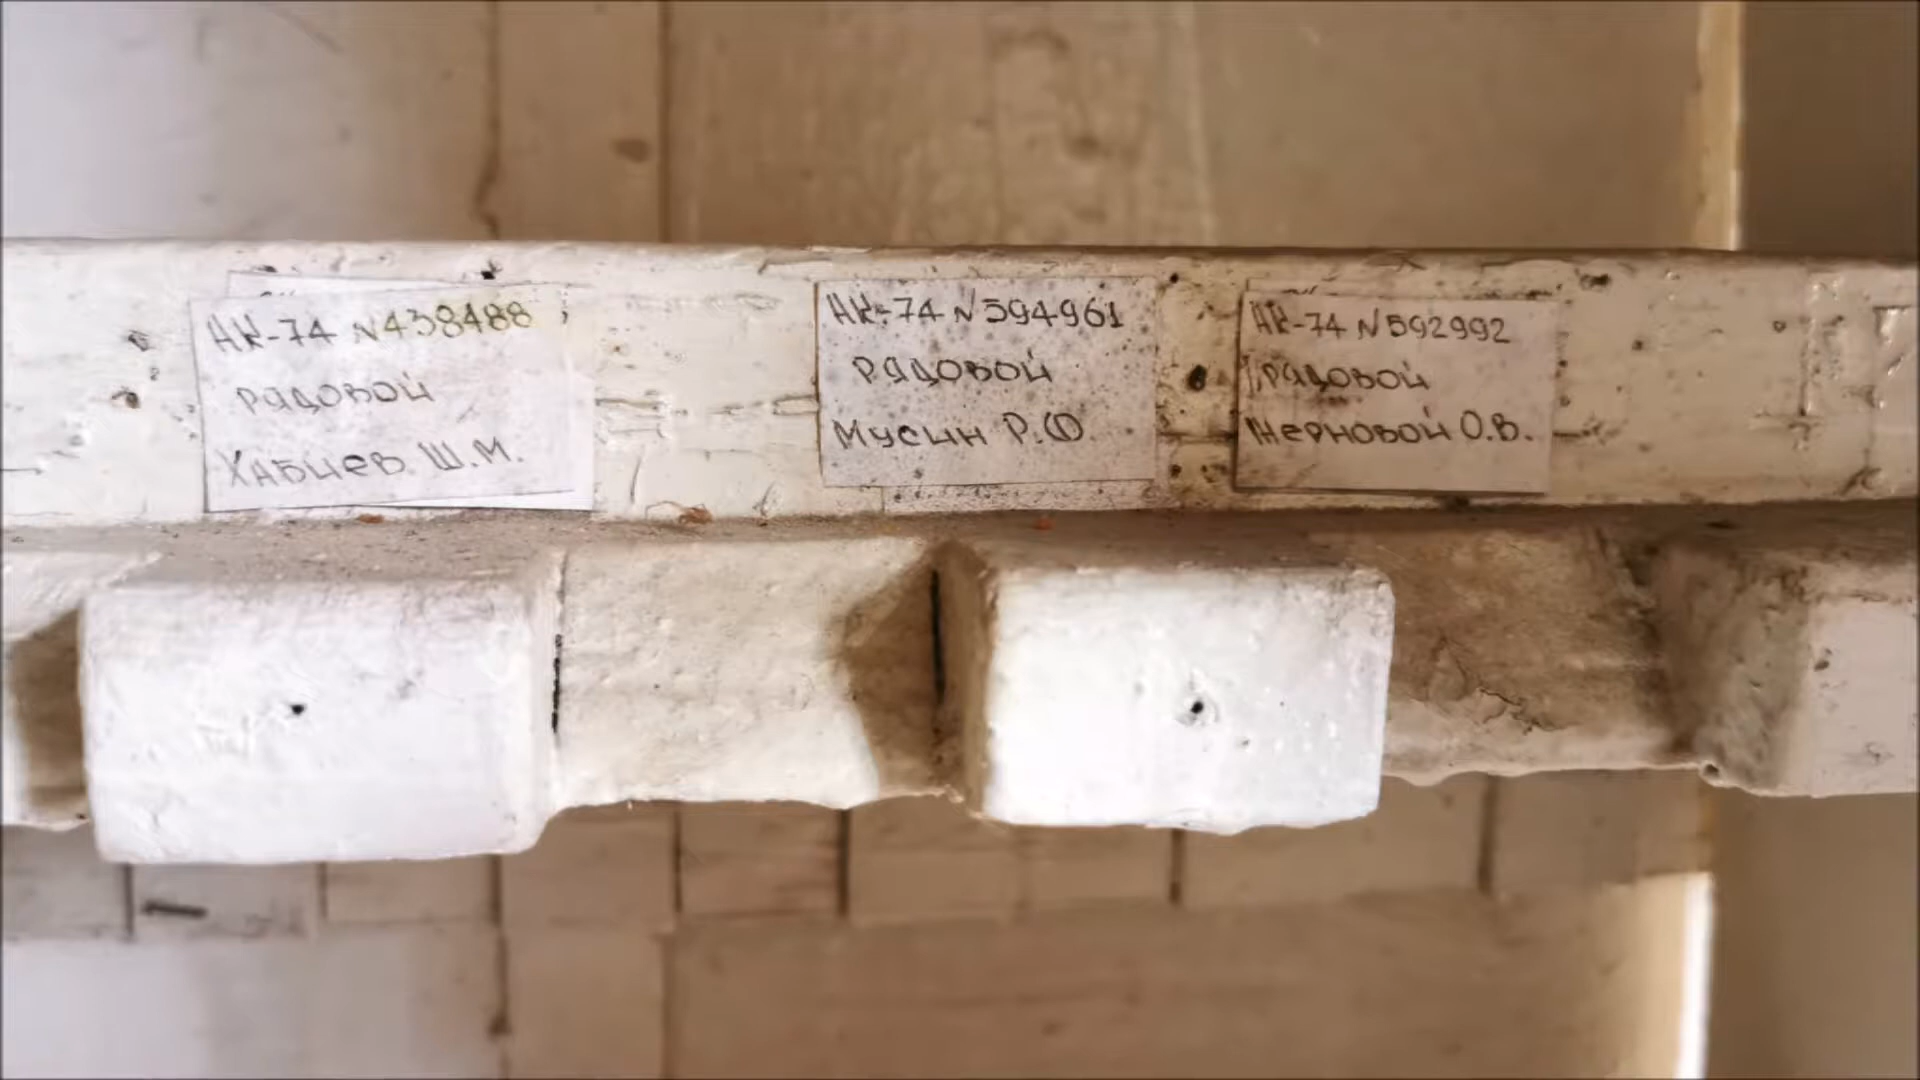 АК-74 N438488
рядовой
Хабиев Ш.М.
АК-74 N594961
рядовой
Мусин Р.Ф.
АК-74 N592992
рядовой
Жерновой О.В.